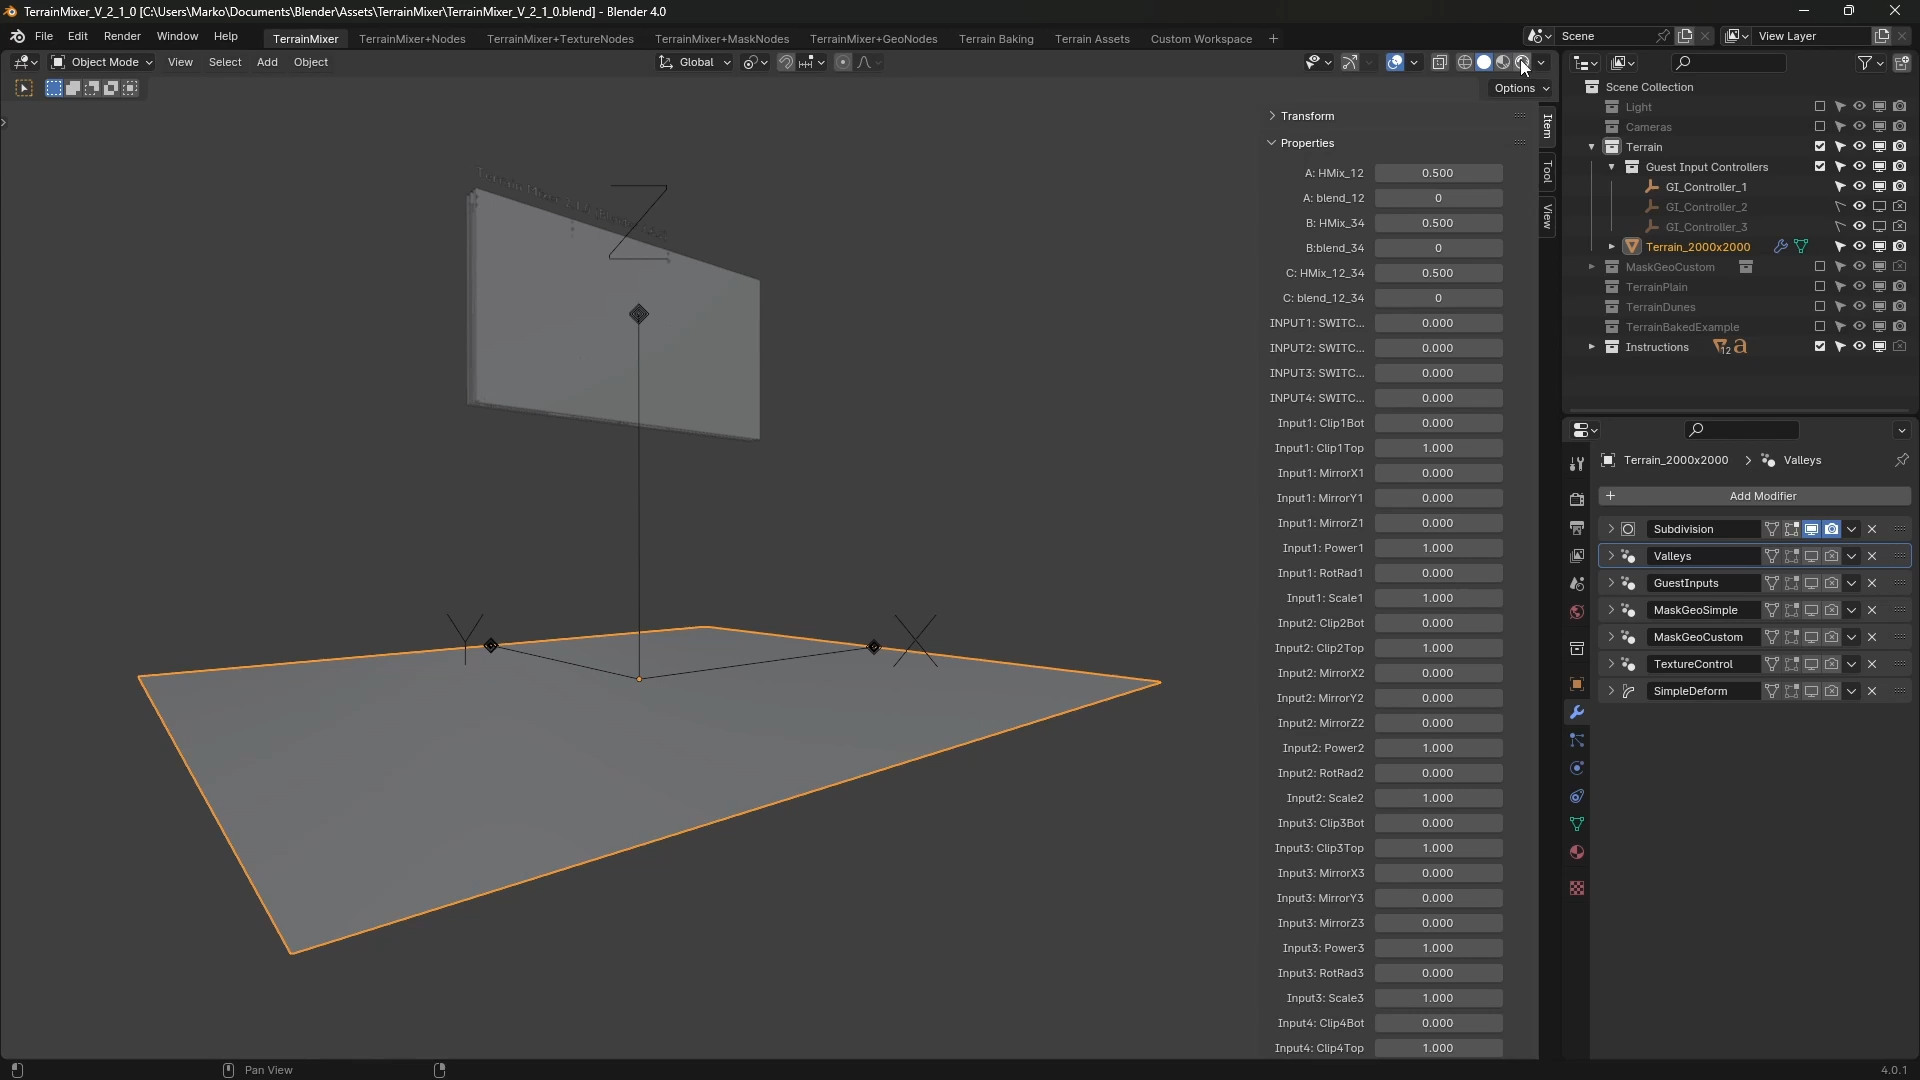 TerrainMixer_V_2_1_0 [C:\Users\Marko\Documents\Blender\Assets\TerrainMixer\TerrainMixer_V_2_1_0.blend] - Blender 4.0
File Edit Render Window Help TerrainMixer TerrainMixer+Nodes TerrainMixer+TextureNodes TerrainMixer+MaskNodes TerrainMixer+GeoNodes Terrain Baking Terrain Assets Custom Workspace + Scene View Layer
Object Mode View Select Add Object Global
Options
Transform
Properties
A: HMix_12 0.500
A: blend_12 0
B: HMix_34 0.500
B:blend_34 0
C: HMix_12_34 0.500
C: blend_12_34 0
INPUT1: SWITC... 0.000
INPUT2: SWITC... 0.000
INPUT3: SWITC... 0.000
INPUT4: SWITC... 0.000
Input1: Clip1Bot 0.000
Input1: Clip1Top 1.000
Input1: MirrorX1 0.000
Input1: MirrorY1 0.000
Input1: MirrorZ1 0.000
Input1: Power1 1.000
Input1: RotRad1 0.000
Input1: Scale1 1.000
Input2: Clip2Bot 0.000
Input2: Clip2Top 1.000
Input2: MirrorX2 0.000
Input2: MirrorY2 0.000
Input2: MirrorZ2 0.000
Input2: Power2 1.000
Input2: RotRad2 0.000
Input2: Scale2 1.000
Input3: Clip3Bot 0.000
Input3: Clip3Top 1.000
Input3: MirrorX3 0.000
Input3: MirrorY3 0.000
Input3: MirrorZ3 0.000
Input3: Power3 1.000
Input3: RotRad3 0.000
Input3: Scale3 1.000
Input4: Clip4Bot 0.000
Input4: Clip4Top 1.000
Item
Tool
View
Z
Y
X
Scene Collection
Light
Cameras
Terrain
Guest Input Controllers
GI_Controller_1
GI_Controller_2
GI_Controller_3
Terrain_2000x2000
MaskGeoCustom
TerrainPlain
TerrainDunes
TerrainBakedExample
Instructions 12 a
Terrain_2000x2000 > Valleys
+ Add Modifier
Subdivision
Valleys
GuestInputs
MaskGeoSimple
MaskGeoCustom
TextureControl
SimpleDeform
Pan View
4.0.1